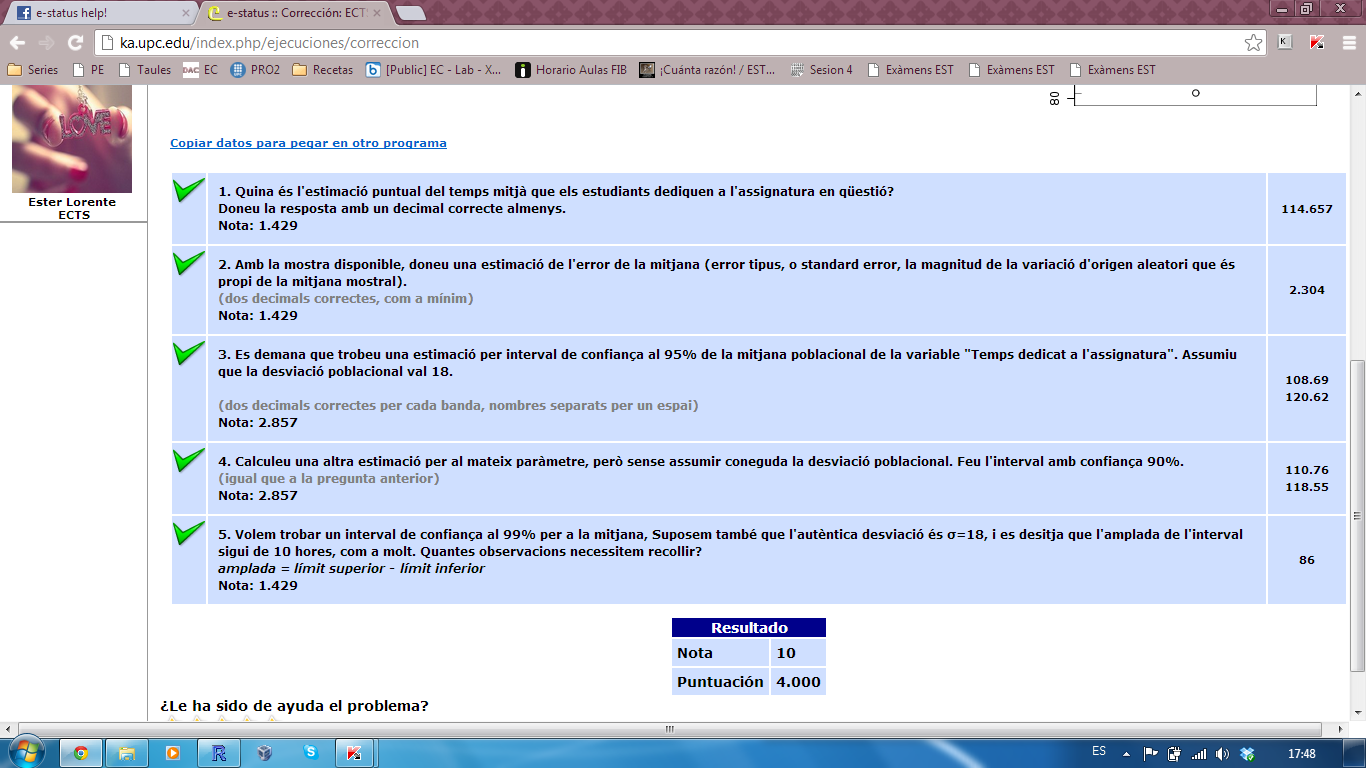 e-status help!
e-status :: Corrección: ECT
ka.upc.edu/index.php/ejecuciones/correccion
Series
PE
Taules
DAC EC
PRO2
Recetas
[Public] EC - Lab - X...
Horario Aulas FIB
¡Cuánta razón! / EST...
Sesion 4
Exàmens EST
Exàmens EST
Exàmens EST
LOVE
Ester Lorente
ECTS
80
Copiar datos para pegar en otro programa
1. Quina és l'estimació puntual del temps mitjà que els estudiants dediquen a l'assignatura en qüestió?
Doneu la resposta amb un decimal correcte almenys.
Nota: 1.429
114.657
2. Amb la mostra disponible, doneu una estimació de l'error de la mitjana (error tipus, o standard error, la magnitud de la variació d'origen aleatori que és
propi de la mitjana mostral).
(dos decimals correctes, com a mínim)
Nota: 1.429
2.304
3. Es demana que trobeu una estimació per interval de confiança al 95% de la mitjana poblacional de la variable "Temps dedicat a l'assignatura". Assumiu
que la desviació poblacional val 18.
(dos decimals correctes per cada banda, nombres separats per un espai)
Nota: 2.857
108.69
120.62
4. Calculeu una altra estimació per al mateix paràmetre, però sense assumir coneguda la desviació poblacional. Feu l'interval amb confiança 90%.
(igual que a la pregunta anterior)
Nota: 2.857
110.76
118.55
5. Volem trobar un interval de confiança al 99% per a la mitjana, Suposem també que l'autèntica desviació és σ=18, i es desitja que l'amplada de l'interval
sigui de 10 hores, com a molt. Quantes observacions necessitem recollir?
amplada = límit superior - límit inferior
Nota: 1.429
86
Resultado
Nota 10
Puntuación 4.000
¿Le ha sido de ayuda el problema?
ES
17:48